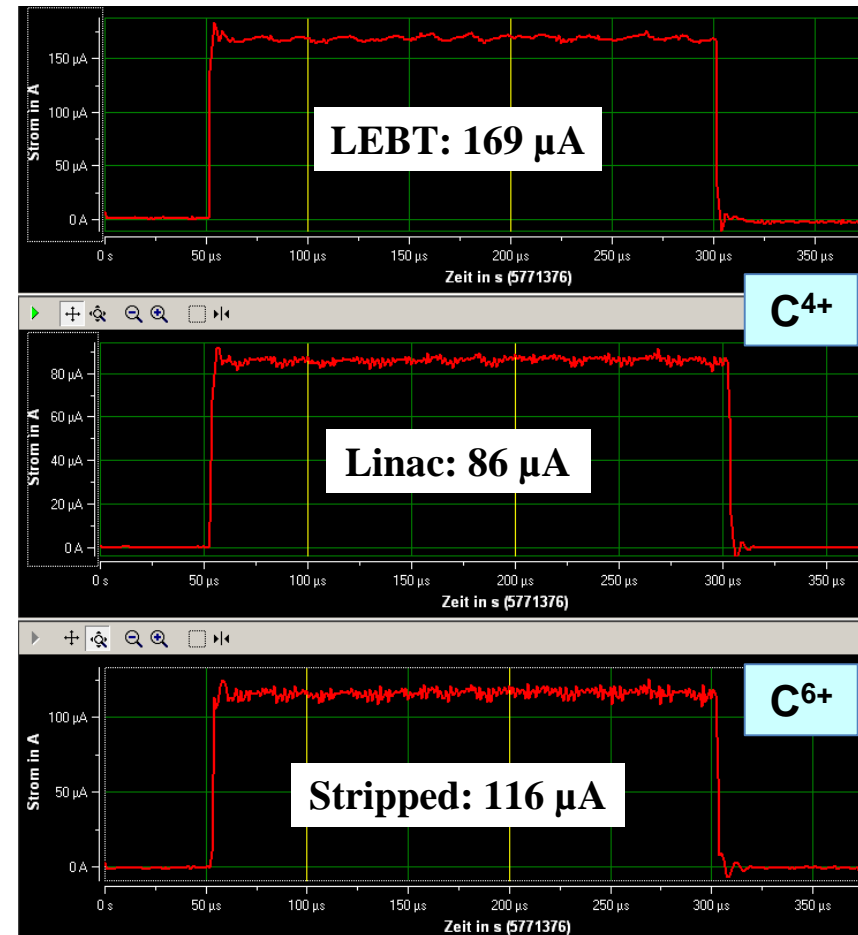 150 µA
100 µA
50 µA
0 A
Strom in A
LEBT: 169 µA
0 s 50 µs 100 µs 150 µs 200 µs 250 µs 300 µs 350 µs
Zeit in s (5771376)
C4+
80 µA
60 µA
40 µA
20 µA
0 A
Strom in A
Linac: 86 µA
0 s 50 µs 100 µs 150 µs 200 µs 250 µs 300 µs 350 µs
Zeit in s (5771376)
C6+
100 µA
50 µA
0 A
Strom in A
Stripped: 116 µA
0 s 50 µs 100 µs 150 µs 200 µs 250 µs 300 µs 350 µs
Zeit in s (5771376)